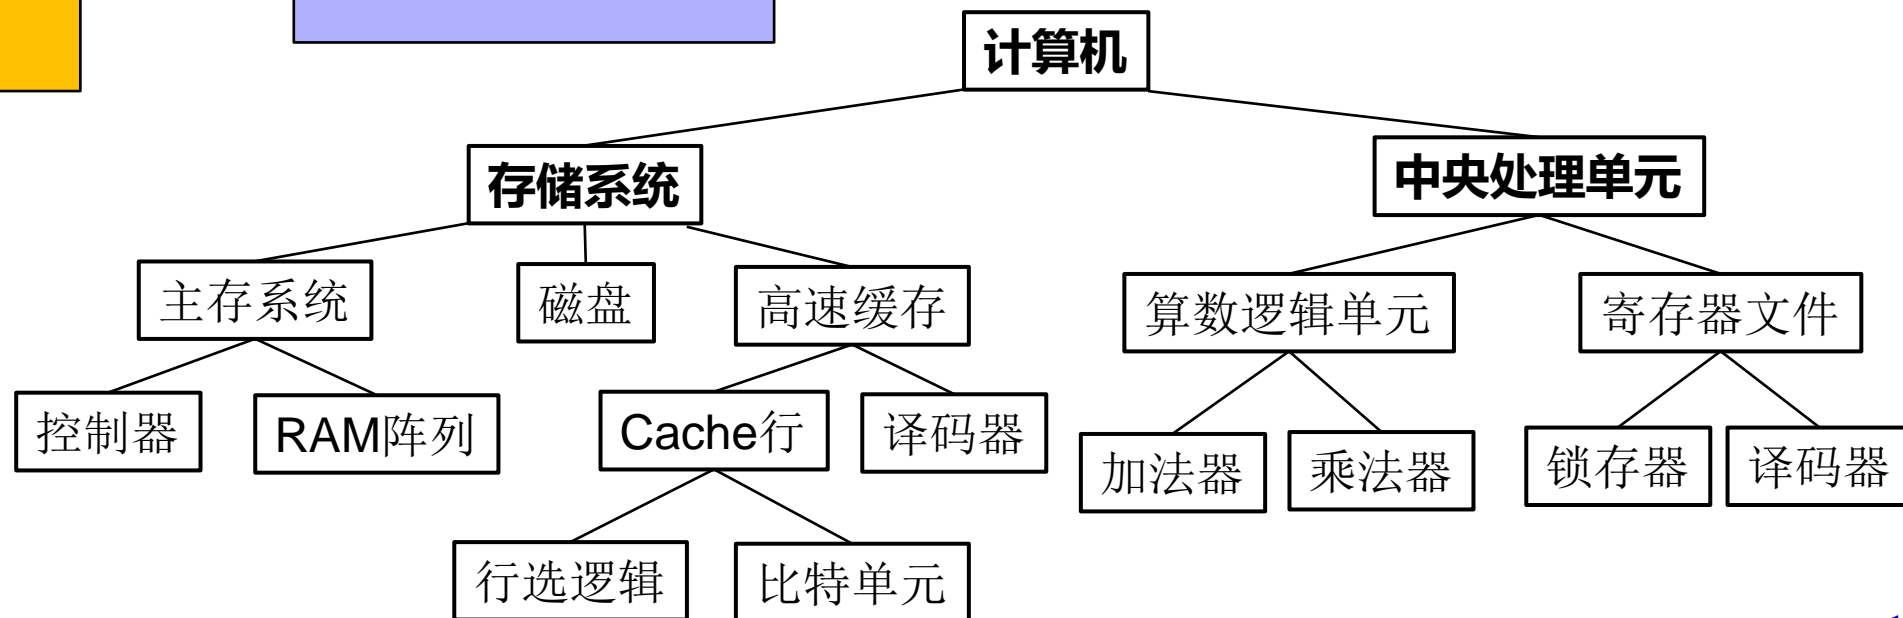 计算机
存储系统
中央处理单元
主存系统
磁盘
高速缓存
算数逻辑单元
寄存器文件
控制器
RAM阵列
Cache行
译码器
加法器
乘法器
锁存器
译码器
行选逻辑
比特单元